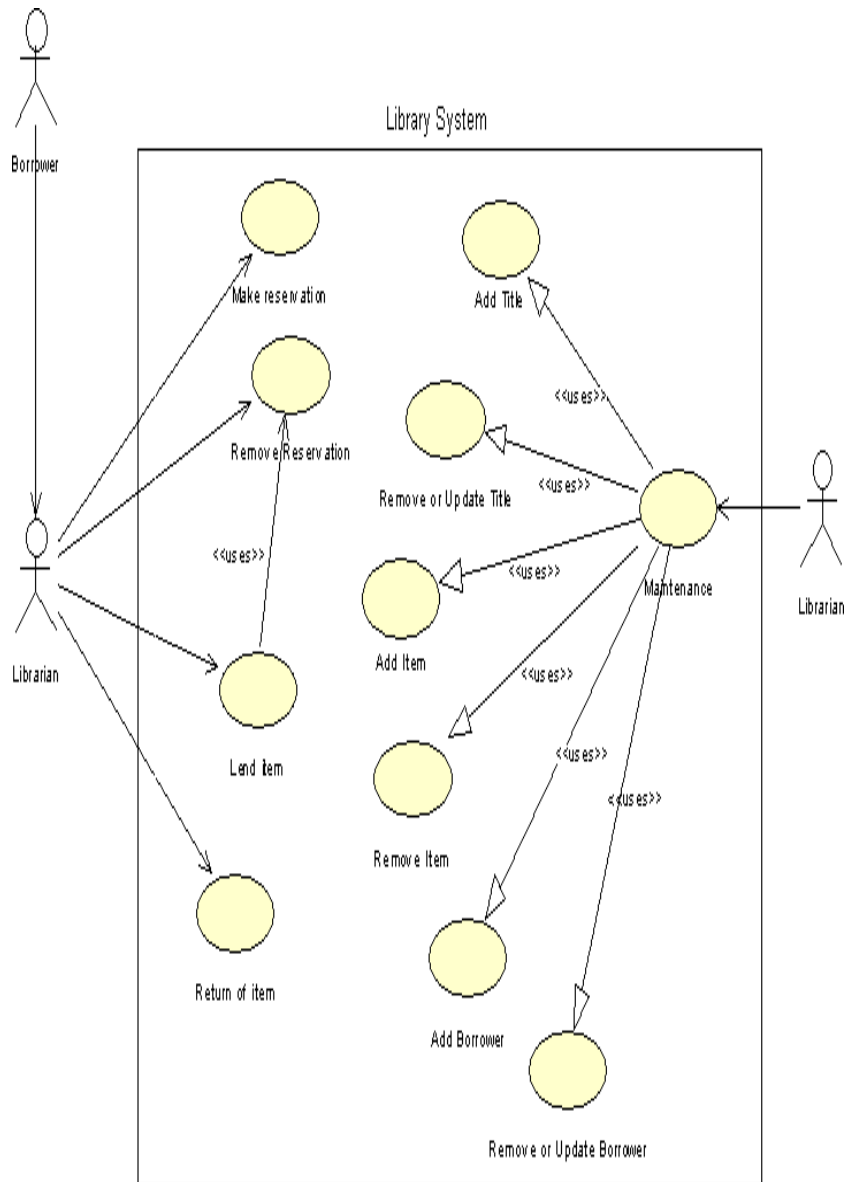 Library System
Borrower
Make reservation
Add Title
<<uses>>
Remove Reservation
Remove or Update Title
<<uses>>
<<uses>>
<<uses>>
Maintenance
Librarian
Librarian
Add Item
<<uses>>
Lend item
<<uses>>
<<uses>>
Remove Item
Return of item
Add Borrower
Remove or Update Borrower